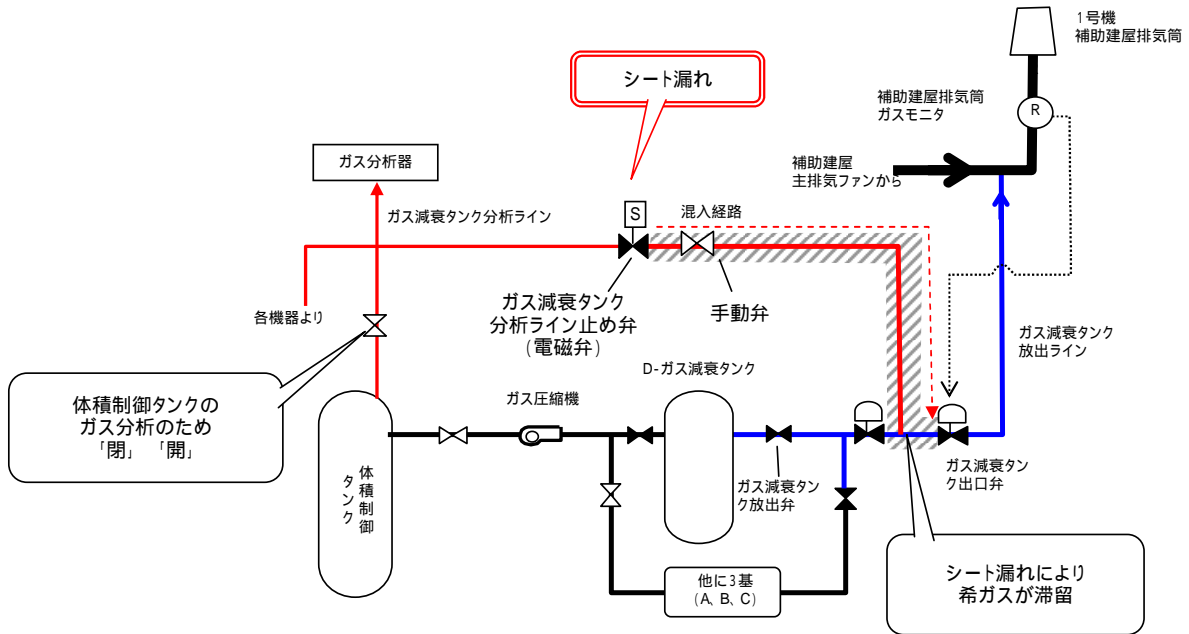 1号機
補助建屋排気筒
シート漏れ
補助建屋排気筒
ガスモニタ
R
ガス分析器
補助建屋
主排気ファンから
ガス減衰タンク分析ライン
S
混入経路
各機器より
ガス減衰タンク
分析ライン止め弁
(電磁弁)
手動弁
ガス減衰タンク
放出ライン
体積制御タンクの
ガス分析のため
「閉」 「開」
ガス圧縮機
D-ガス減衰タンク
体積制御
タンク
ガス減衰タン
ク放出弁
ガス減衰タン
ク出口弁
他に3基
(A、B、C)
シート漏れにより
希ガスが滞留